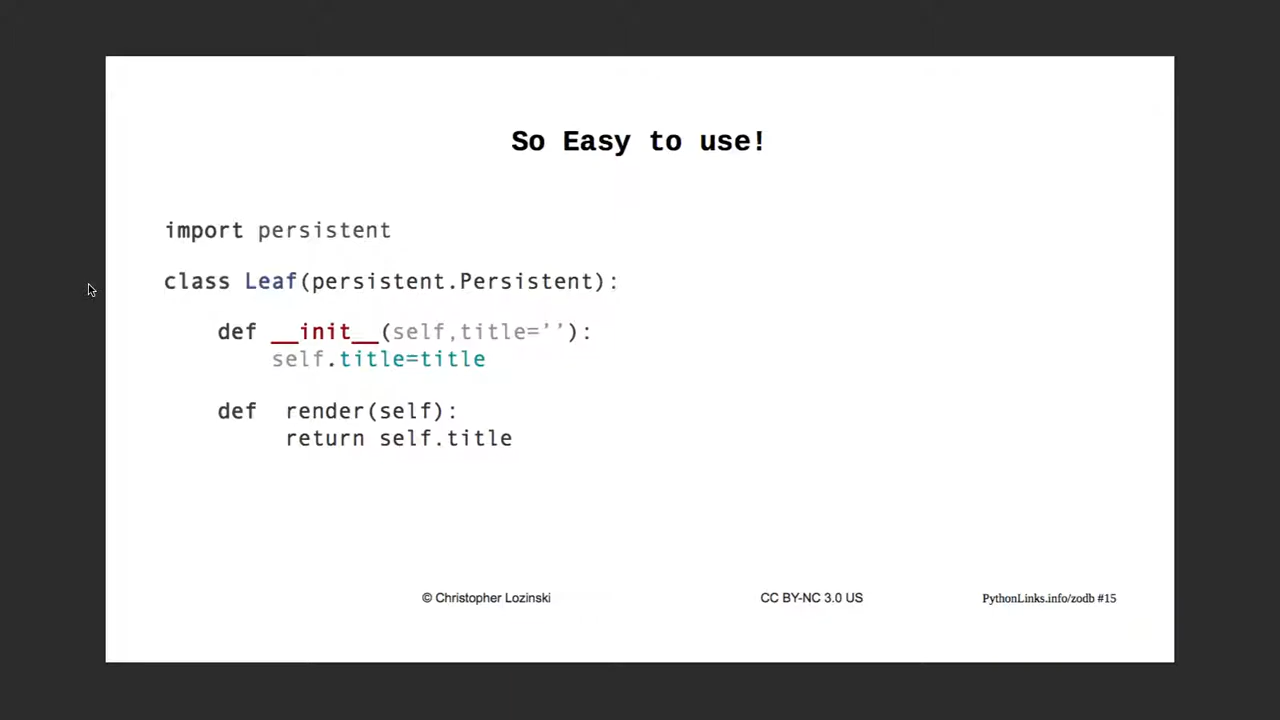 So Easy to use!
import persistent
class Leaf(persistent.Persistent):
def __init__(self,title=’’):
self.title=title
def render(self):
return self.title
© Christopher Lozinski
CC BY-NC 3.0 US
PythonLinks.info/zodb #15